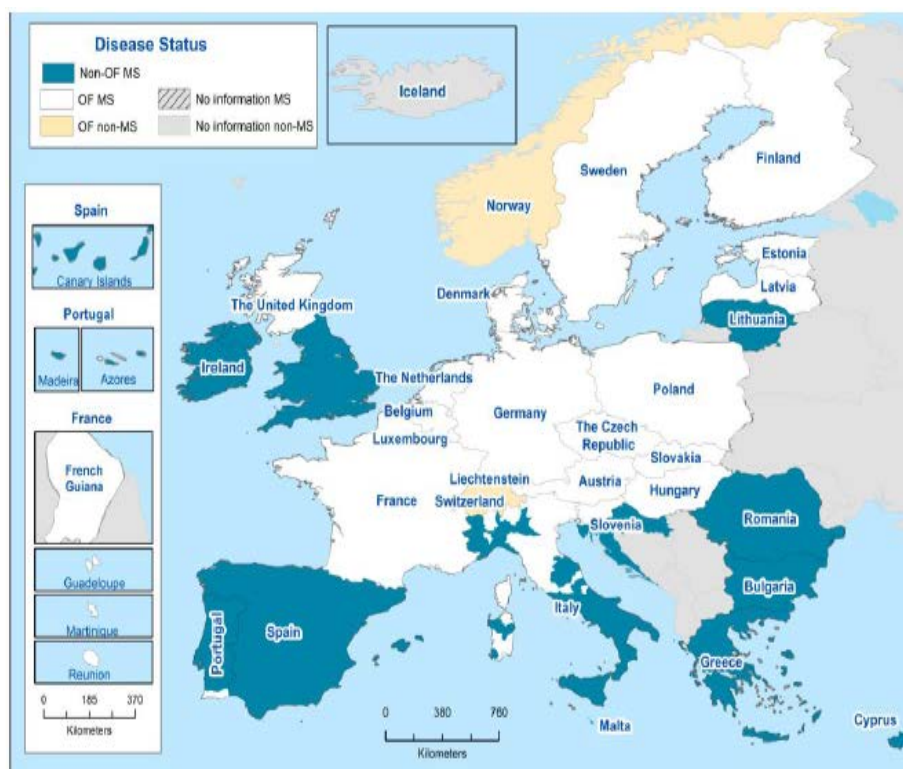 Disease Status
Non-OF MS
OF MS
No information MS
OF non-MS
No information non-MS
Iceland
Finland
Sweden
Norway
Estonia
Latvia
Lithuania
Denmark
The United Kingdom
Ireland
The Netherlands
Belgium
Luxembourg
Germany
Poland
The Czech
Republic
Slovakia
Liechtenstein
Austria
Hungary
Switzerland
France
Slovenia
Romania
Bulgaria
Italy
Portugal
Spain
Greece
Malta
Cyprus
Spain
Canary Islands
Portugal
Madeira
Azores
France
French
Guiana
Guadeloupe
Martinique
Reunion
0 185 370
Kilometers
0 380 760
Kilometers